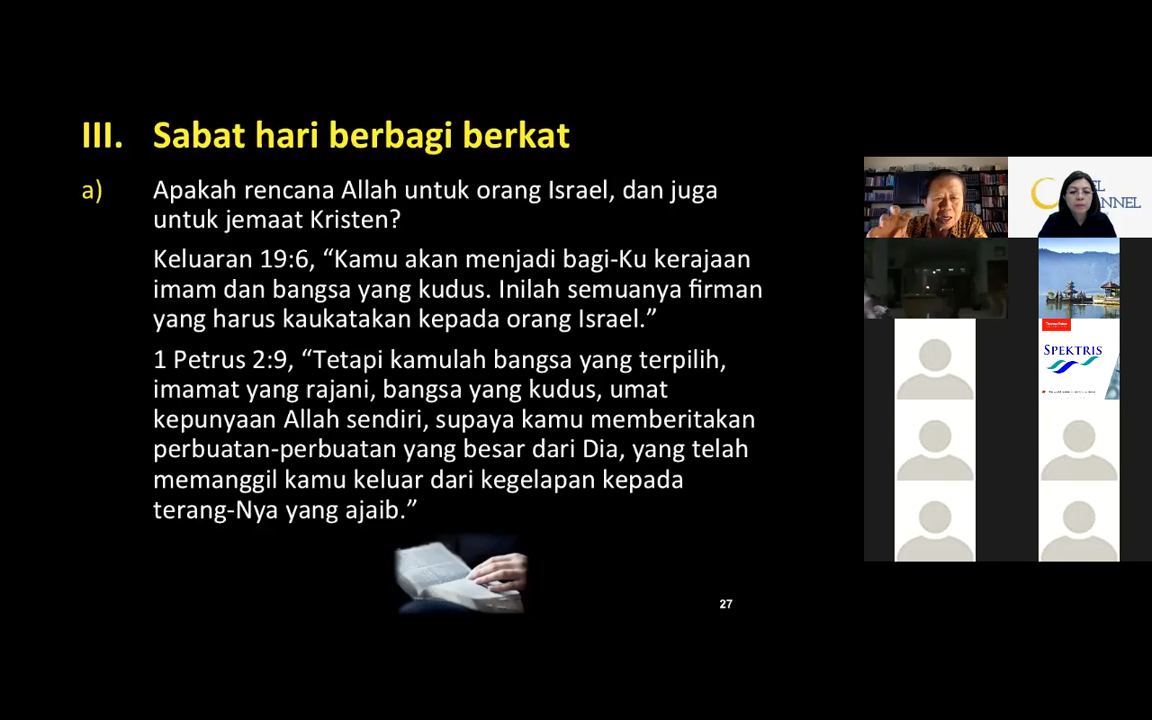 III. Sabat hari berbagi berkat
a) Apakah rencana Allah untuk orang Israel, dan juga
untuk jemaat Kristen?
Keluaran 19:6, “Kamu akan menjadi bagi-Ku kerajaan
imam dan bangsa yang kudus. Inilah semuanya firman
yang harus kaukatakan kepada orang Israel.”
1 Petrus 2:9, “Tetapi kamulah bangsa yang terpilih,
imamat yang rajani, bangsa yang kudus, umat
kepunyaan Allah sendiri, supaya kamu memberitakan
perbuatan-perbuatan yang besar dari Dia, yang telah
memanggil kamu keluar dari kegelapan kepada
terang-Nya yang ajaib.”
27
SPEKTRIS